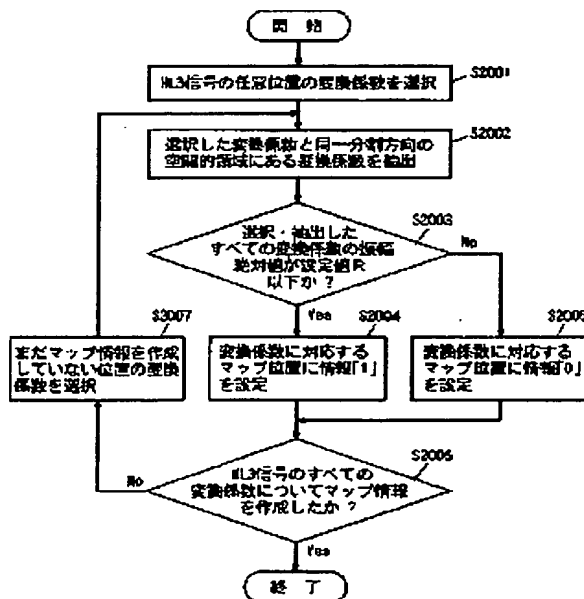 開 始
WL3信号の任意位置の変換係数を選択
S2001
選択した変換係数と同一分割方向の
空間的領域にある変換係数を抽出
S2002
選択・抽出した
すべての変換係数の振幅
絶対値が設定値R
以下か？
S2003
No
Yes
S2004
変換係数に対応する
マップ位置に情報「1」
を設定
S2005
変換係数に対応する
マップ位置に情報「0」
を設定
S2007
まだマップ情報を作成
していない位置の変換
係数を選択
S2006
WL3信号のすべての
変換係数についてマップ情報
を作成したか？
No
Yes
終 了